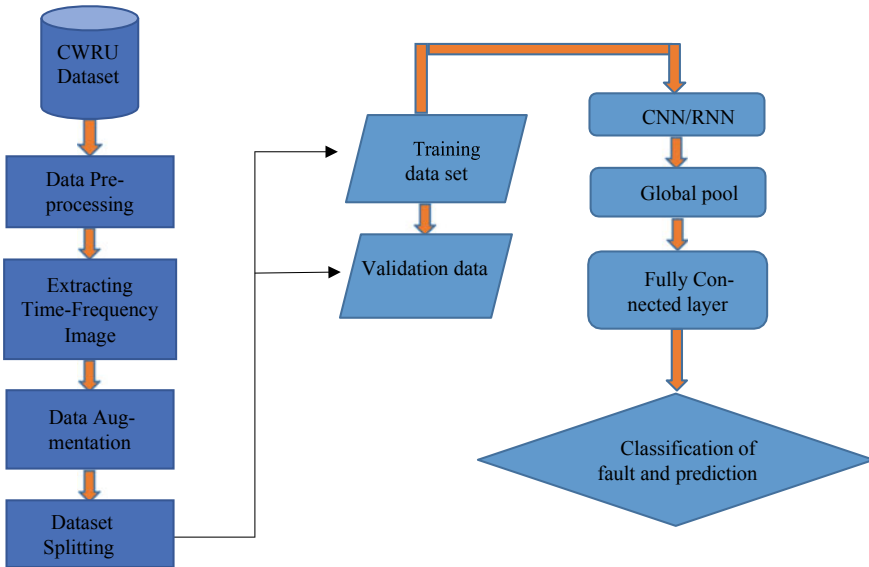 CWRU
Dataset
Data Pre-
processing
Extracting
Time-Frequency
Image
Data Aug-
mentation
Dataset
Splitting
Training
data set
Validation data
CNN/RNN
Global pool
Fully Con-
nected layer
Classification of
fault and prediction